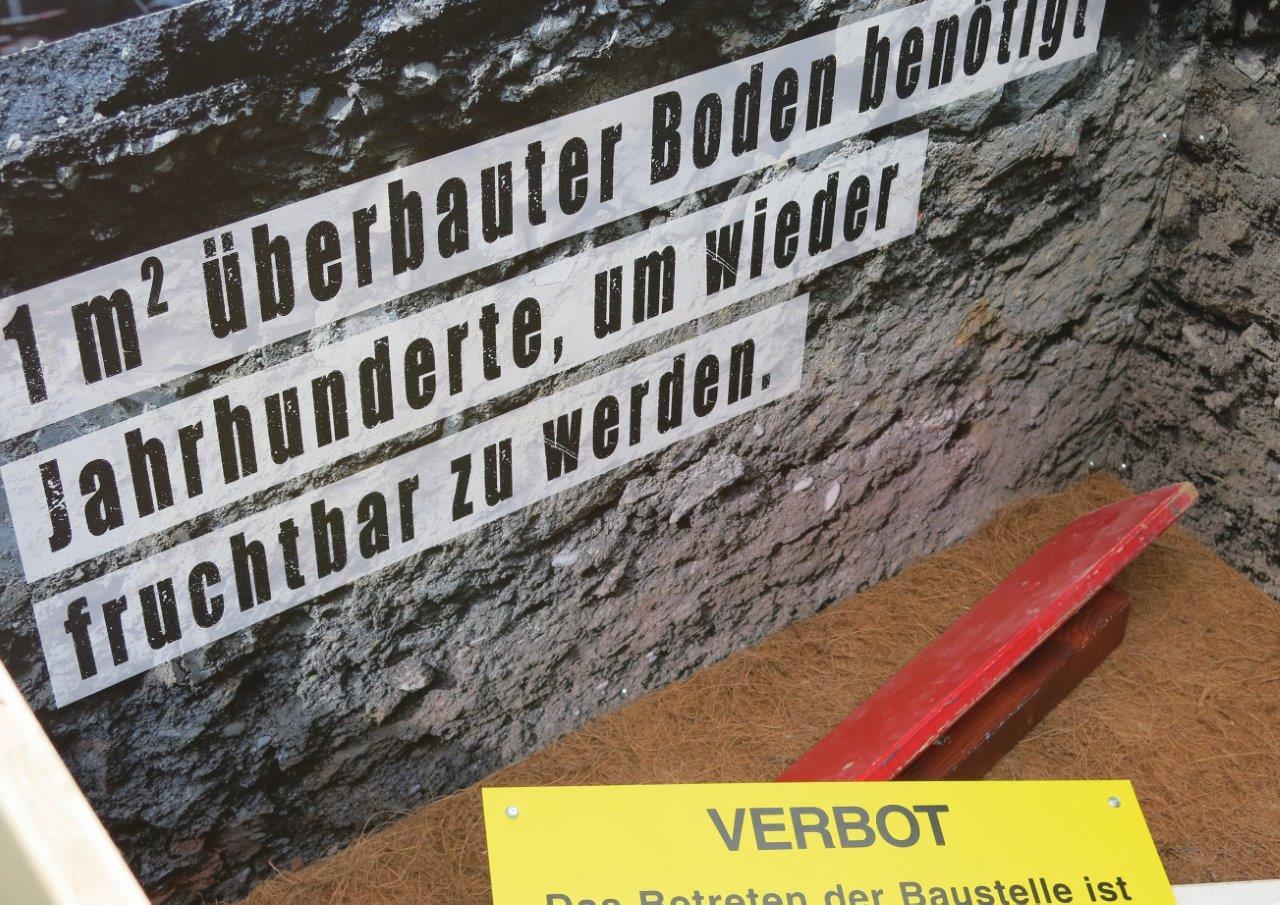 1 m² überbauter Boden benötigt
Jahrhunderte, um wieder
fruchtbar zu werden.
VERBOT
Das Betreten der Baustelle ist